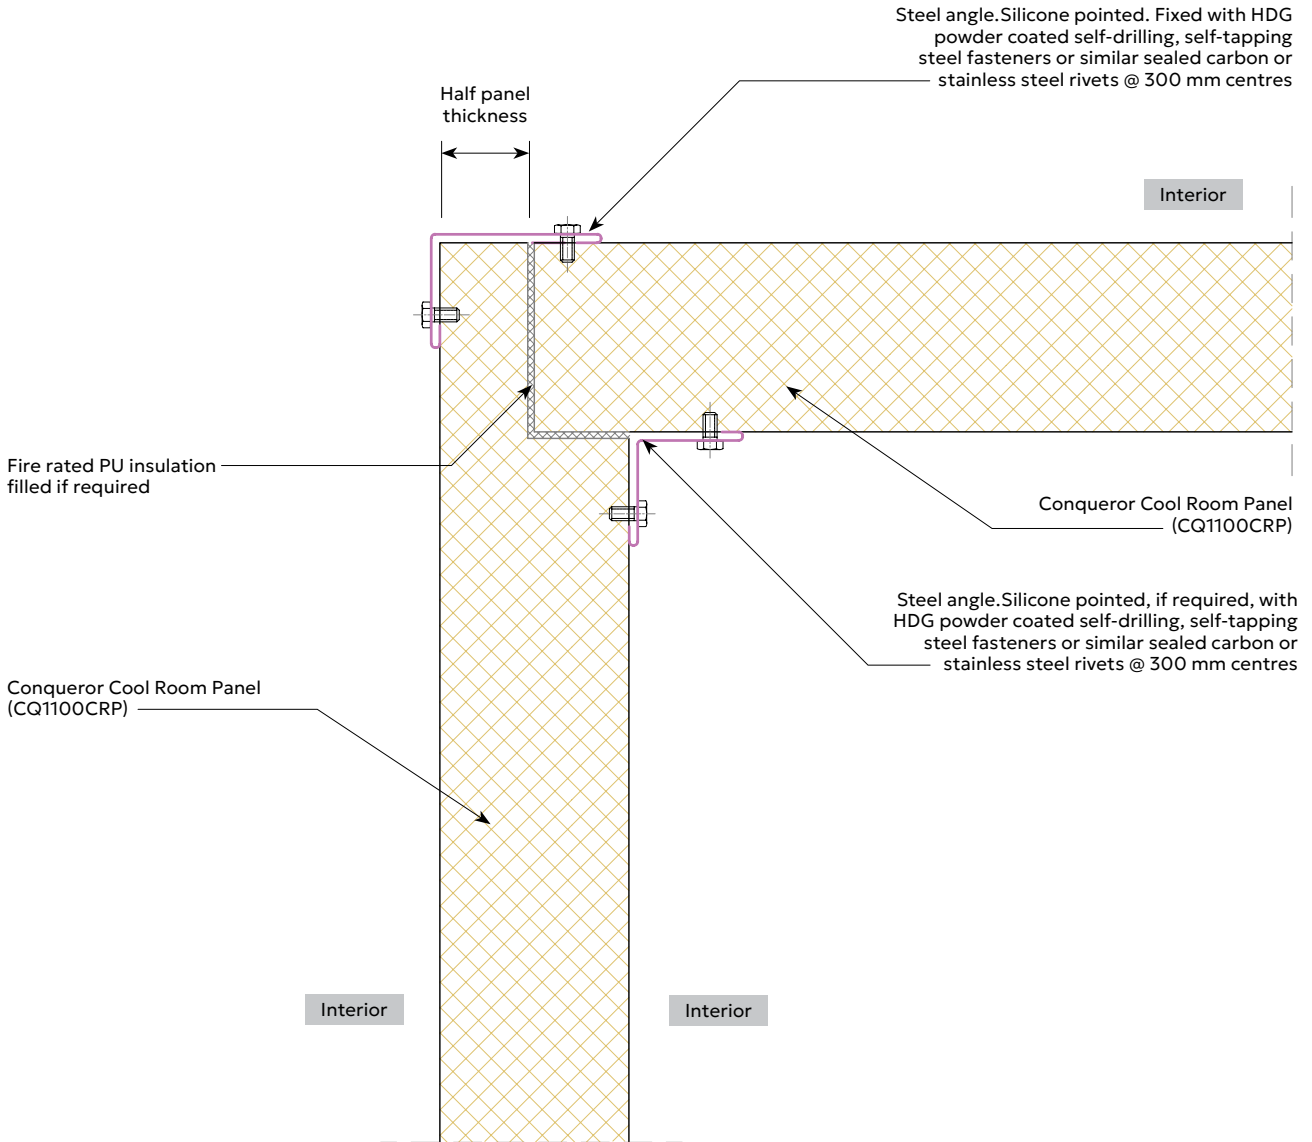 Steel angle.Silicone pointed. Fixed with HDG
powder coated self-drilling, self-tapping
steel fasteners or similar sealed carbon or
stainless steel rivets @ 300 mm centres
Half panel
thickness
Interior
Fire rated PU insulation
filled if required
Conqueror Cool Room Panel
(CQ1100CRP)
Steel angle.Silicone pointed, if required, with
HDG powder coated self-drilling, self-tapping
steel fasteners or similar sealed carbon or
stainless steel rivets @ 300 mm centres
Conqueror Cool Room Panel
(CQ1100CRP)
Interior
Interior